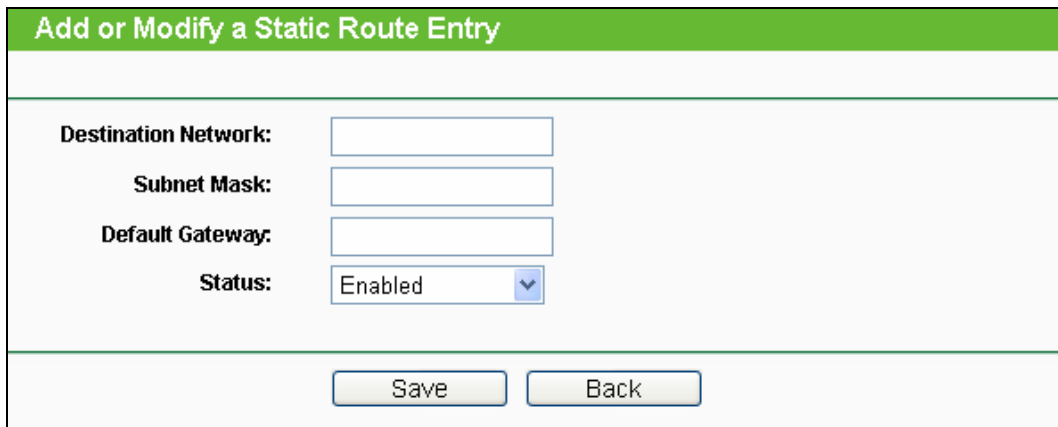 Add or Modify a Static Route Entry
Destination Network:
Subnet Mask:
Default Gateway:
Status: Enabled
Save Back